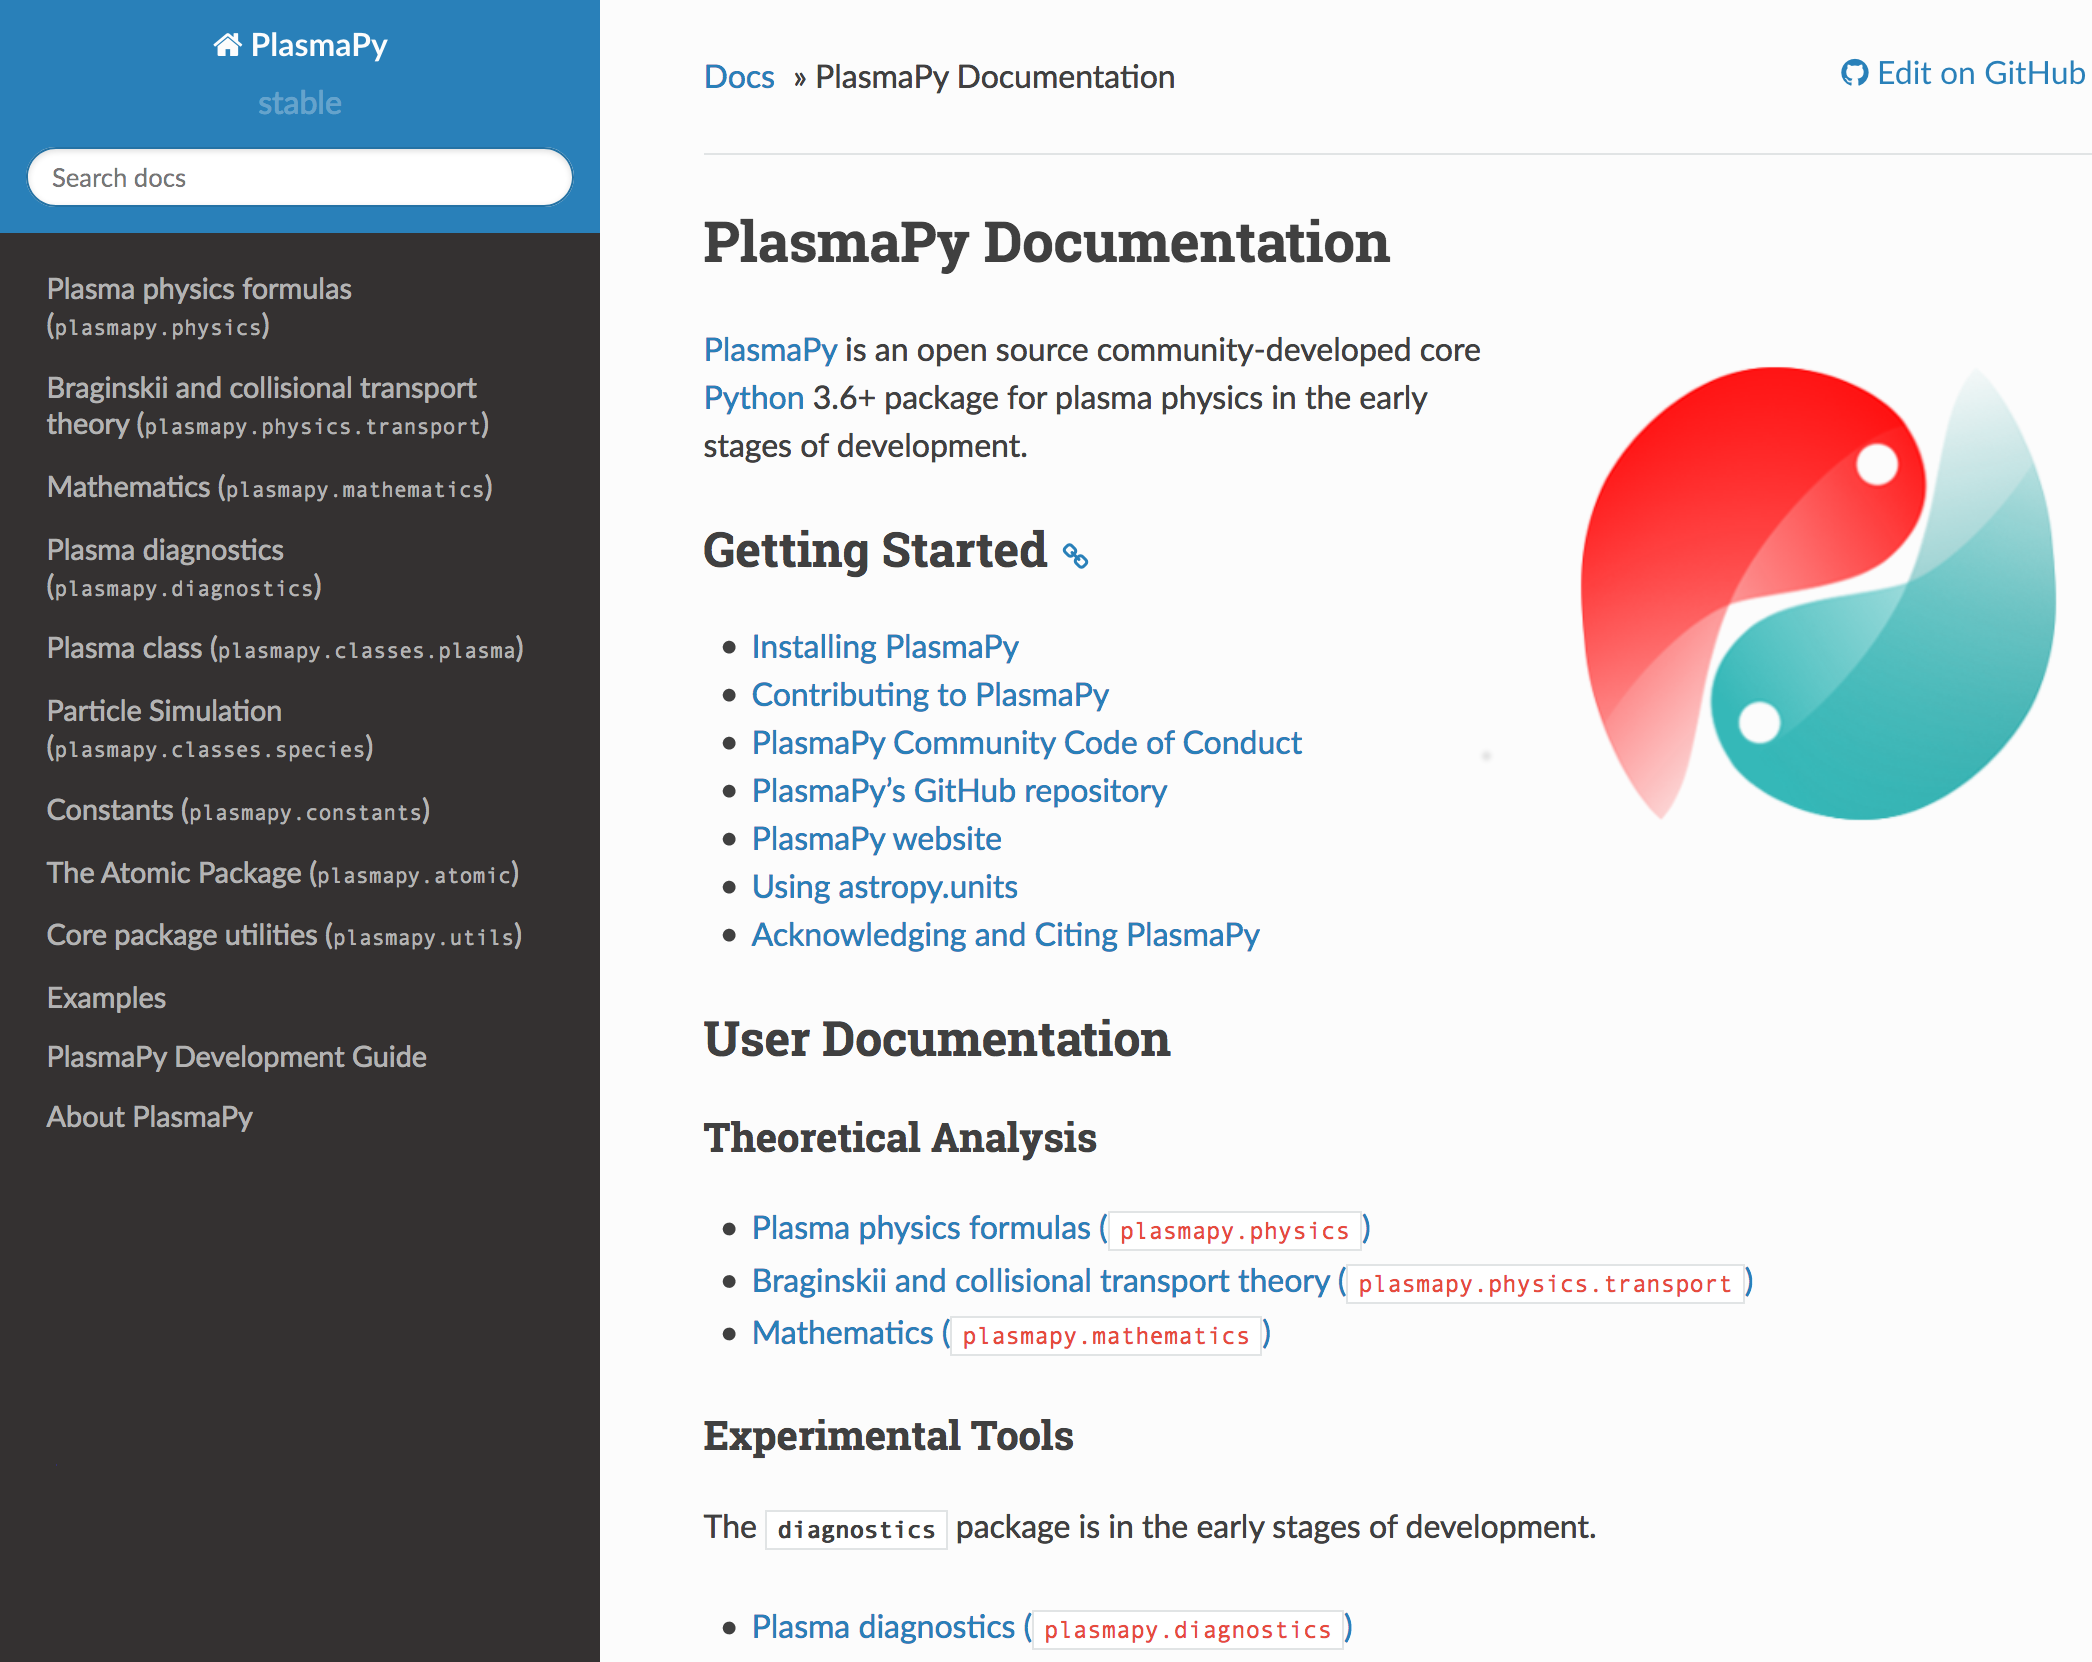 PlasmaPy
stable
Search docs
Plasma physics formulas
(plasmapy.physics)
Braginskii and collisional transport
theory (plasmapy.physics.transport)
Mathematics (plasmapy.mathematics)
Plasma diagnostics
(plasmapy.diagnostics)
Plasma class (plasmapy.classes.plasma)
Particle Simulation
(plasmapy.classes.species)
Constants (plasmapy.constants)
The Atomic Package (plasmapy.atomic)
Core package utilities (plasmapy.utils)
Examples
PlasmaPy Development Guide
About PlasmaPy
Docs » PlasmaPy Documentation
Edit on GitHub
PlasmaPy Documentation
PlasmaPy is an open source community-developed core
Python 3.6+ package for plasma physics in the early
stages of development.
Getting Started
• Installing PlasmaPy
• Contributing to PlasmaPy
• PlasmaPy Community Code of Conduct
• PlasmaPy’s GitHub repository
• PlasmaPy website
• Using astropy.units
• Acknowledging and Citing PlasmaPy
User Documentation
Theoretical Analysis
• Plasma physics formulas (plasmapy.physics)
• Braginskii and collisional transport theory (plasmapy.physics.transport)
• Mathematics (plasmapy.mathematics)
Experimental Tools
The diagnostics package is in the early stages of development.
• Plasma diagnostics (plasmapy.diagnostics)